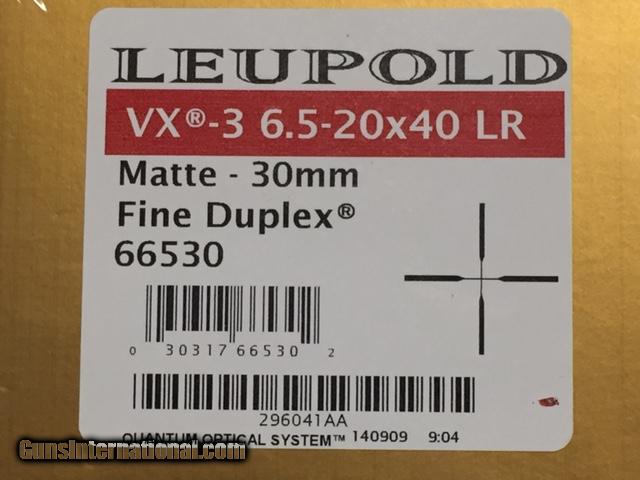 LEUPOLD
VX®-3 6.5-20x40 LR
Matte - 30mm
Fine Duplex®
66530
0 30317 66530 2
296041AA
QUANTUM OPTICAL SYSTEM™ 140909 9:04
GunsInternational.com